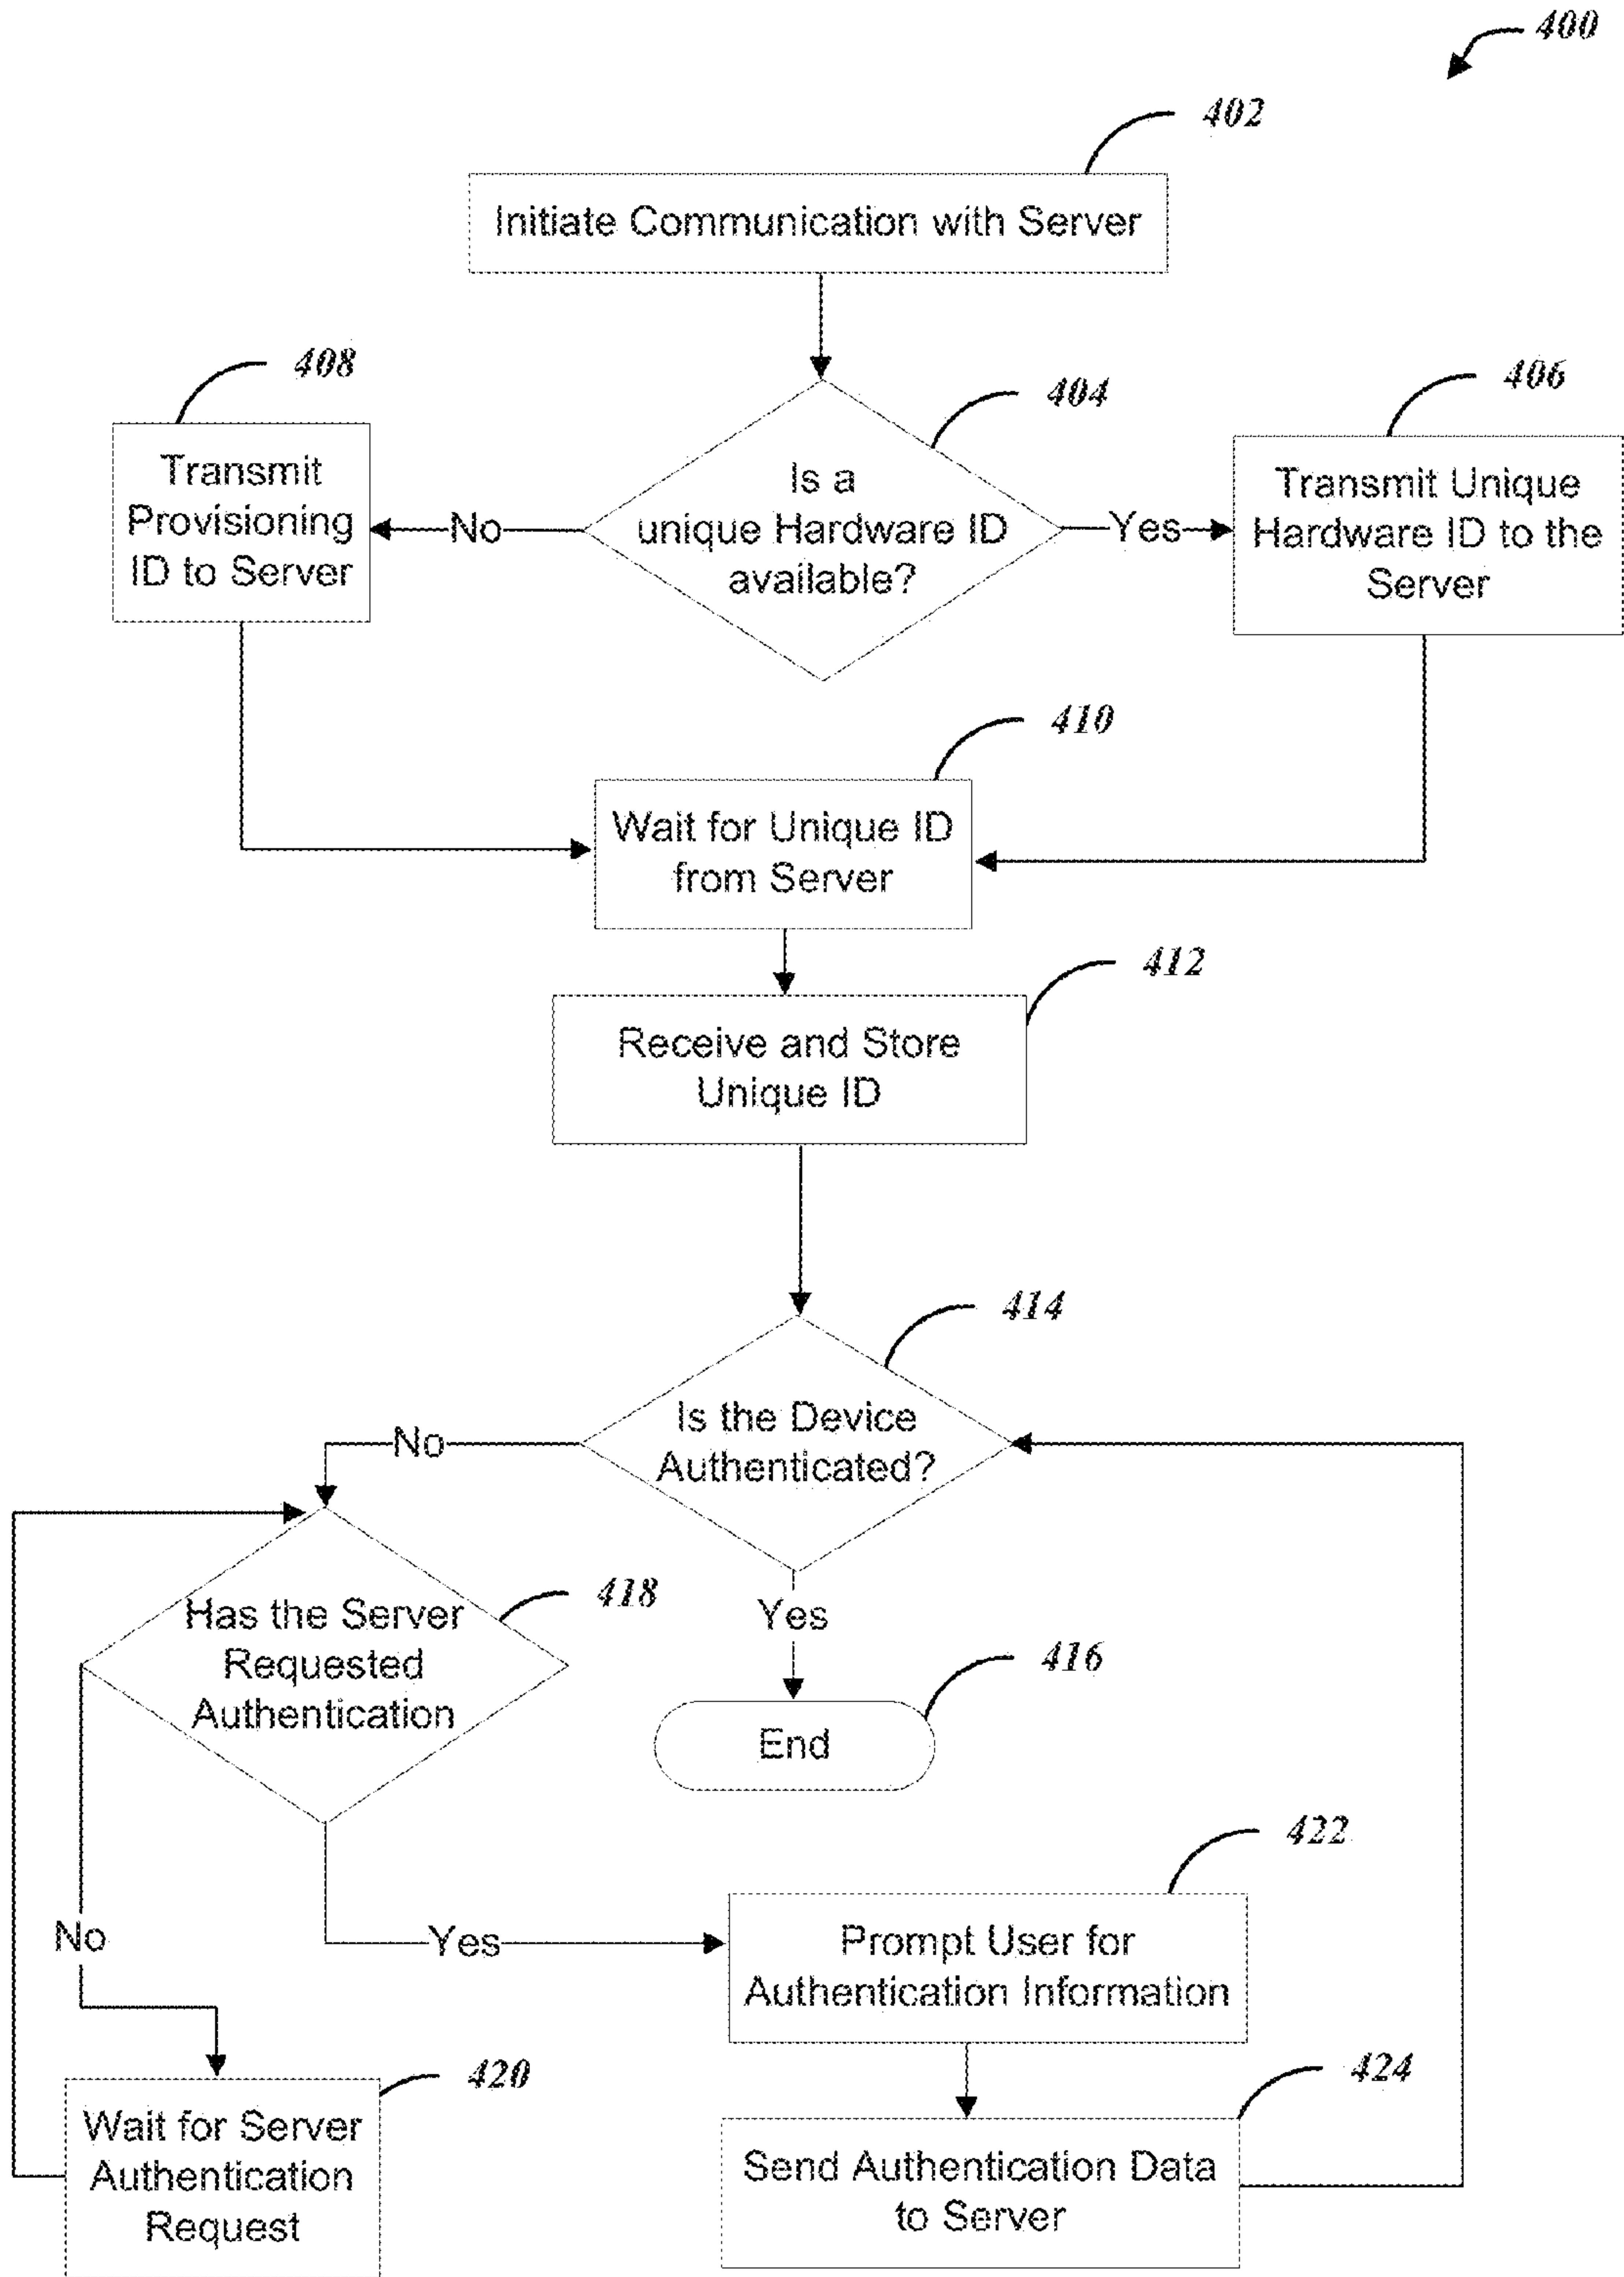 400
402
Initiate Communication with Server
408
404
406
Transmit
Provisioning
ID to Server
No
Is a
unique Hardware ID
available?
Yes
Transmit Unique
Hardware ID to the
Server
410
Wait for Unique ID
from Server
412
Receive and Store
Unique ID
414
Is the Device
Authenticated?
No
418
Has the Server
Requested
Authentication
Yes
416
End
422
No
Yes
Prompt User for
Authentication Information
420
424
Wait for Server
Authentication
Request
Send Authentication Data
to Server